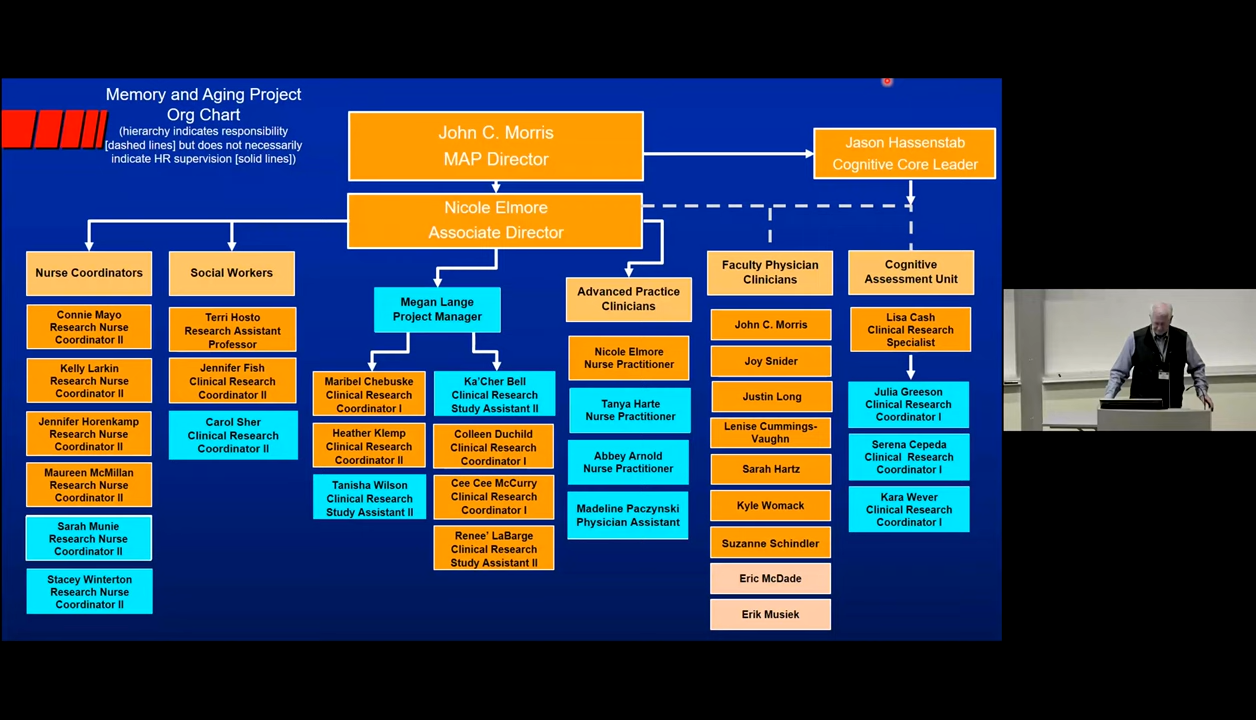 Memory and Aging Project
Org Chart
(hierarchy indicates responsibility
[dashed lines] but does not necessarily
indicate HR supervision [solid lines])
John C. Morris
MAP Director
Jason Hassenstab
Cognitive Core Leader
Nicole Elmore
Associate Director
Nurse Coordinators
Connie Mayo
Research Nurse
Coordinator II
Kelly Larkin
Research Nurse
Coordinator II
Jennifer Horenkamp
Research Nurse
Coordinator II
Maureen McMillan
Research Nurse
Coordinator II
Sarah Munie
Research Nurse
Coordinator II
Stacey Winterton
Research Nurse
Coordinator II
Social Workers
Terri Hosto
Research Assistant
Professor
Jennifer Fish
Clinical Research
Coordinator II
Carol Sher
Clinical Research
Coordinator II
Megan Lange
Project Manager
Maribel Chebuske
Clinical Research
Coordinator I
Heather Klemp
Clinical Research
Coordinator II
Tanisha Wilson
Clinical Research
Study Assistant II
Ka'Cher Bell
Clinical Research
Study Assistant II
Colleen Duchild
Clinical Research
Coordinator I
Cee Cee McCurry
Clinical Research
Coordinator I
Renee' LaBarge
Clinical Research
Study Assistant II
Advanced Practice
Clinicians
Nicole Elmore
Nurse Practitioner
Tanya Harte
Nurse Practitioner
Abbey Arnold
Nurse Practitioner
Madeline Paczynski
Physician Assistant
Faculty Physician
Clinicians
John C. Morris
Joy Snider
Justin Long
Lenise Cummings-
Vaughn
Sarah Hartz
Kyle Womack
Suzanne Schindler
Eric McDade
Erik Musiek
Cognitive
Assessment Unit
Lisa Cash
Clinical Research
Specialist
Julia Greeson
Clinical Research
Coordinator I
Serena Cepeda
Clinical Research
Coordinator I
Kara Wever
Clinical Research
Coordinator I